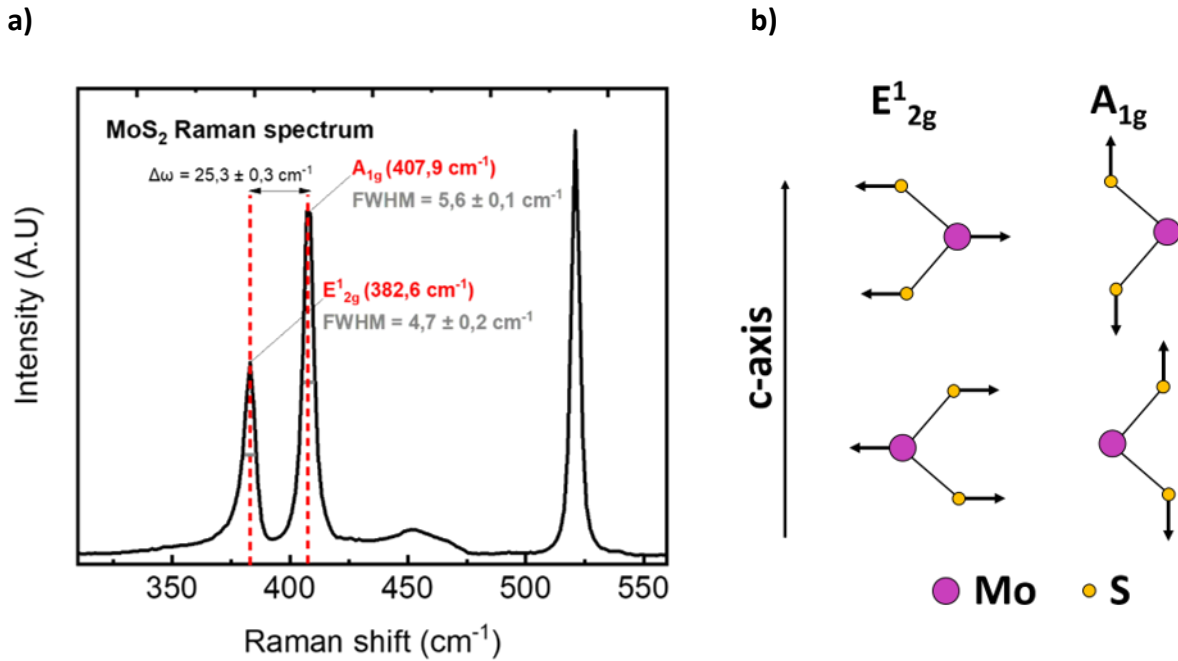 a)
MoS₂ Raman spectrum
Δω = 25,3 ± 0,3 cm⁻¹
A₁g (407,9 cm⁻¹)
FWHM = 5,6 ± 0,1 cm⁻¹
E¹₂g (382,6 cm⁻¹)
FWHM = 4,7 ± 0,2 cm⁻¹
Intensity (A.U)
350 400 450 500 550
Raman shift (cm⁻¹)
b)
E¹₂g A₁g
c-axis
Mo S